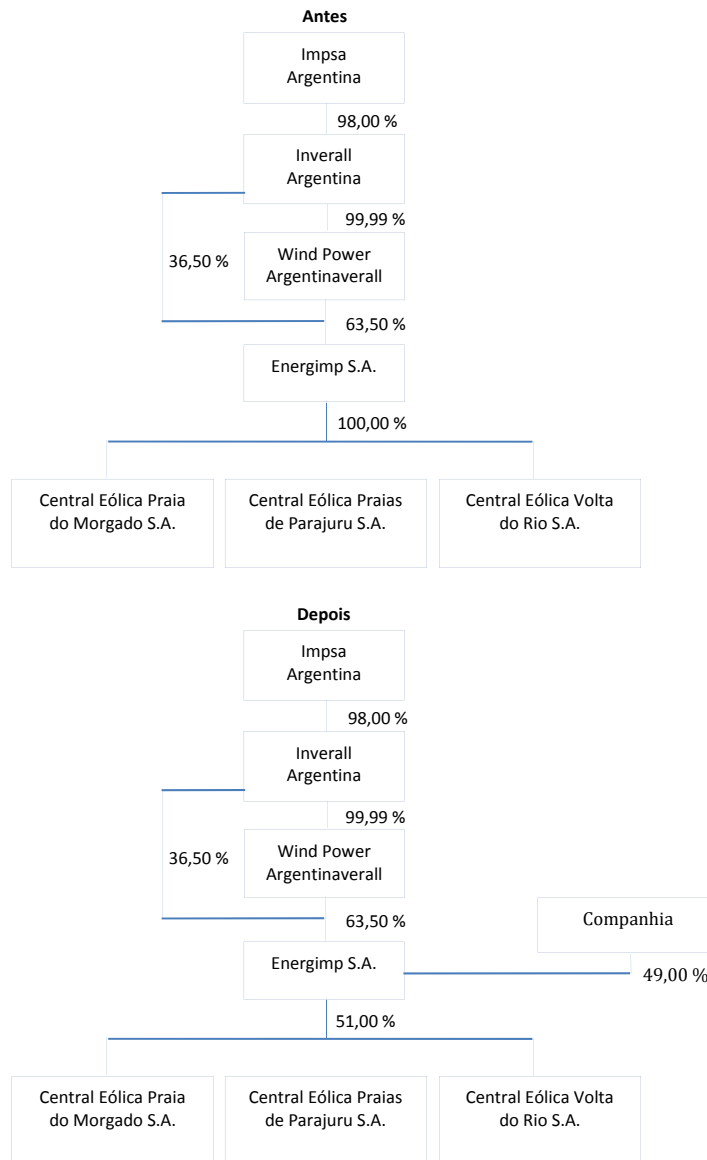 Antes
Impsa
Argentina
98,00 %
Inverall
Argentina
99,99 %
36,50 %
Wind Power
Argentinaverall
63,50 %
Energimp S.A.
100,00 %
Central Eólica Praia
do Morgado S.A.
Central Eólica Praias
de Parajuru S.A.
Central Eólica Volta
do Rio S.A.
Depois
Impsa
Argentina
98,00 %
Inverall
Argentina
99,99 %
36,50 %
Wind Power
Argentinaverall
63,50 %
Companhia
Energimp S.A.
49,00 %
51,00 %
Central Eólica Praia
do Morgado S.A.
Central Eólica Praias
de Parajuru S.A.
Central Eólica Volta
do Rio S.A.